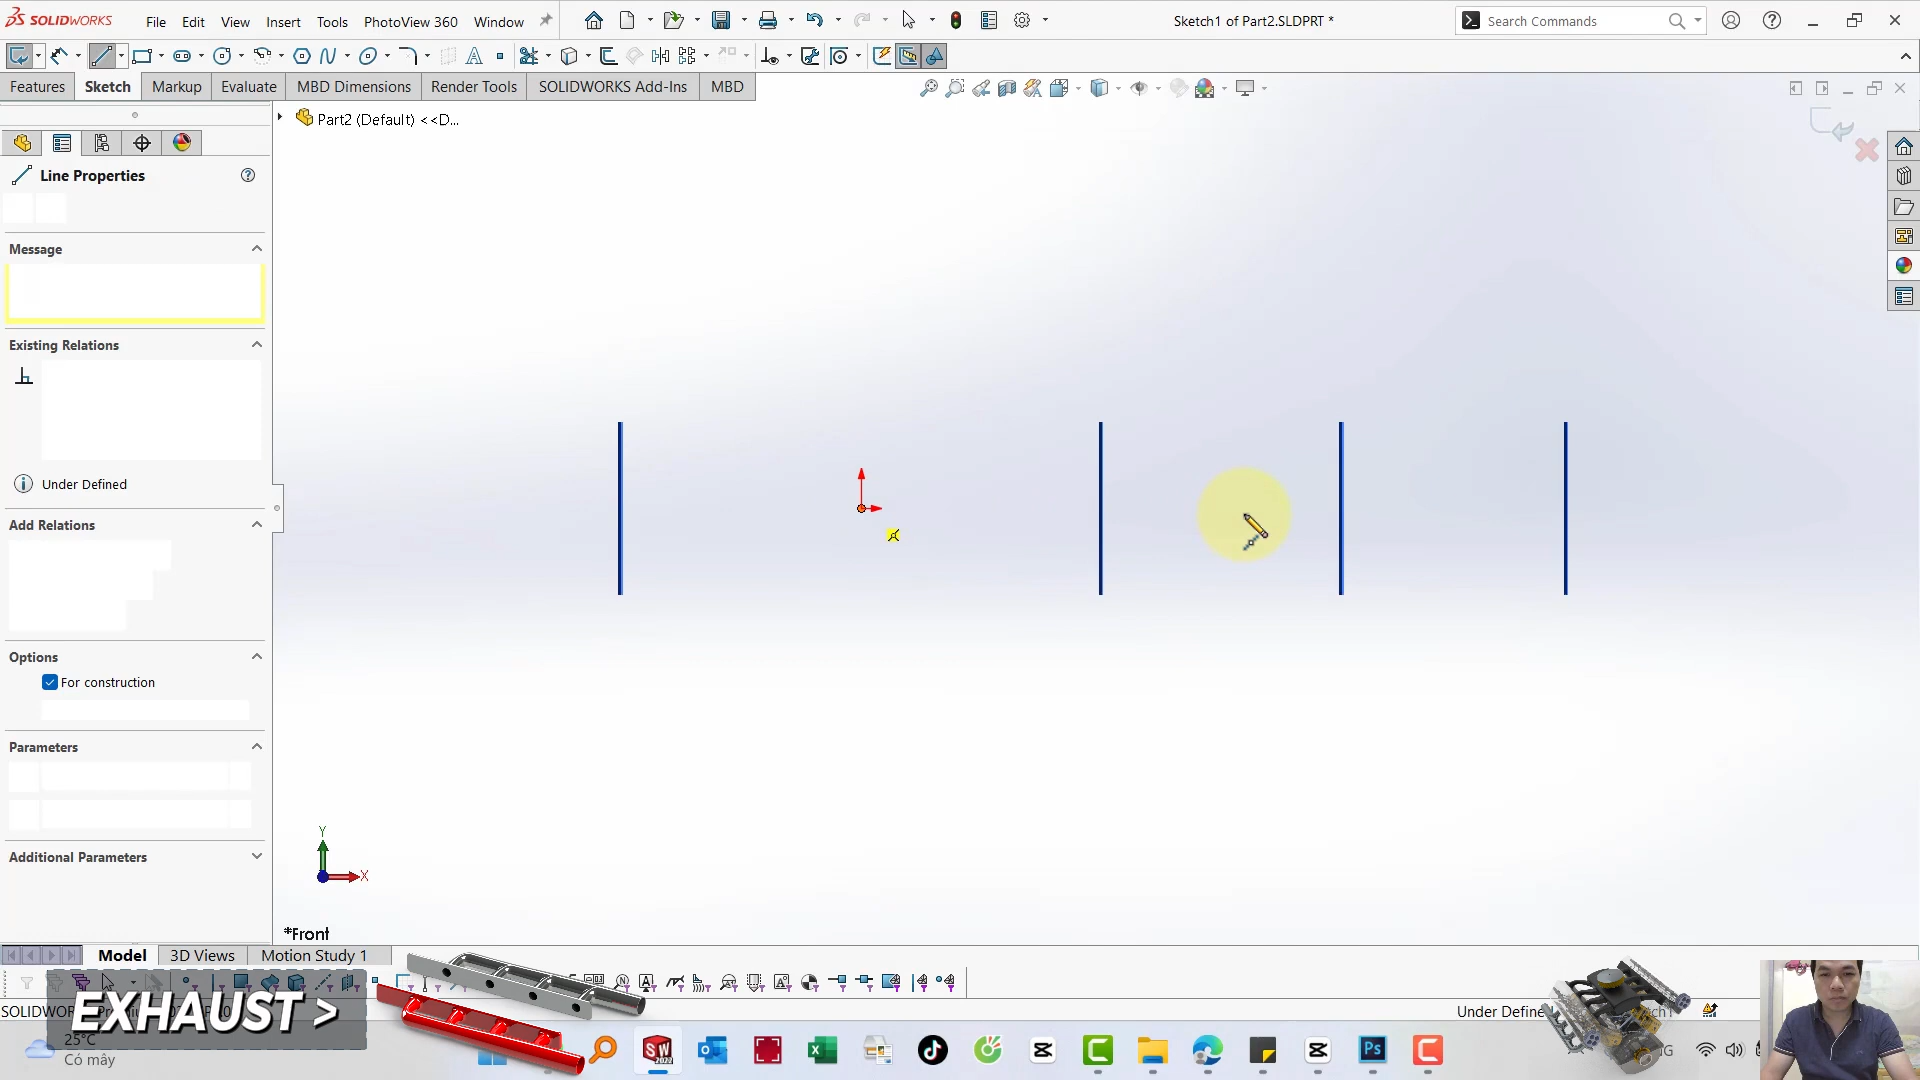 SOLIDWORKS File Edit View Insert Tools PhotoView 360 Window Sketch1 of Part2.SLDPRT * Search Commands
Features Sketch Markup Evaluate MBD Dimensions Render Tools SOLIDWORKS Add-Ins MBD
Part2 (Default) <<D...
Line Properties
Message
Existing Relations
Under Defined
Add Relations
Options
For construction
Parameters
Additional Parameters
Y
X
*Front
Model 3D Views Motion Study 1
EXHAUST >
SOLIDWOR
Under Define
25°C
Có mây